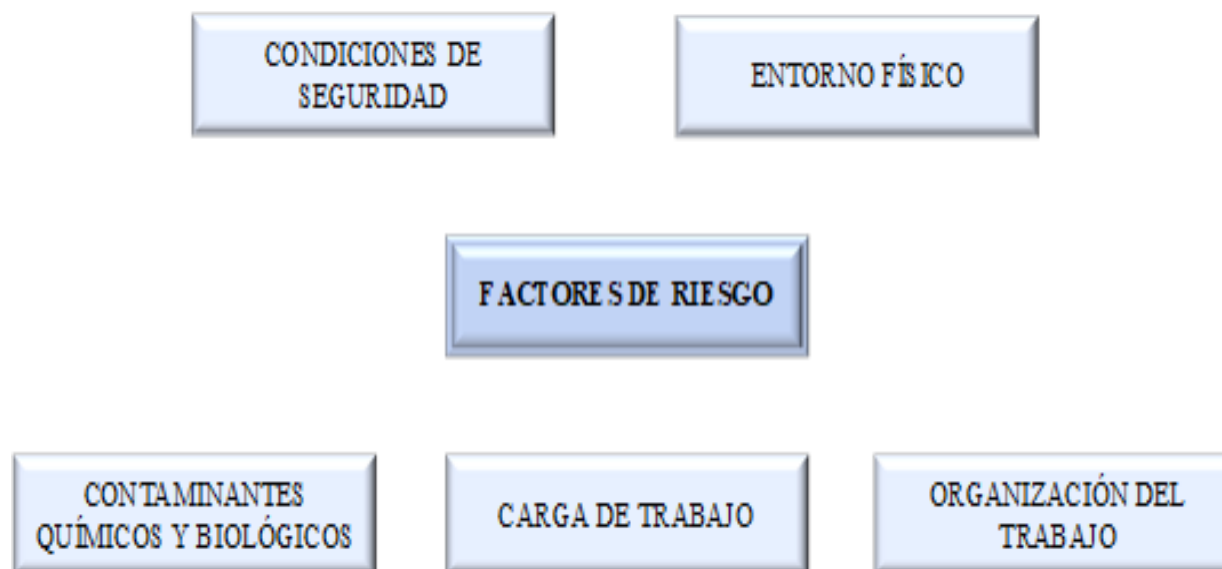 CONDICIONES DE
SEGURIDAD
ENTORNO FÍSICO
FACTORES DE RIESGO
CONTAMINANTES
QUÍMICOS Y BIOLÓGICOS
CARGA DE TRABAJO
ORGANIZACIÓN DEL
TRABAJO